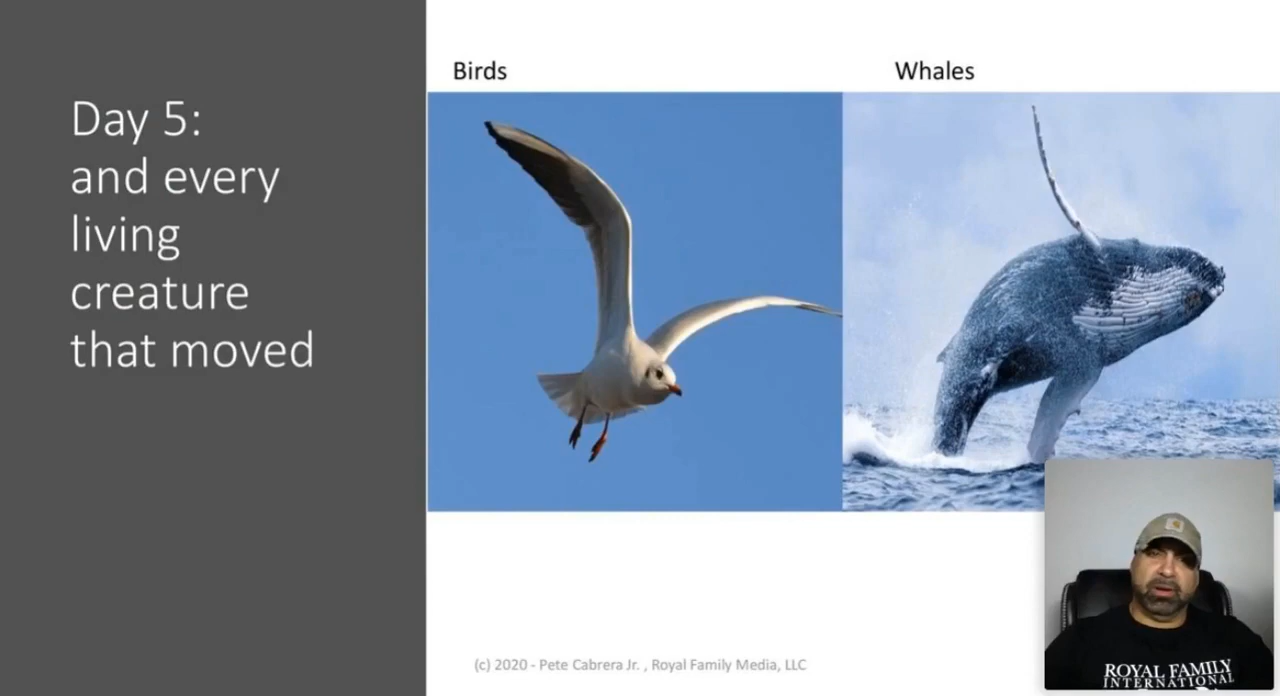 Day 5:
and every
living
creature
that moved
Birds
Whales
(c) 2020 - Pete Cabrera Jr. , Royal Family Media, LLC
ROYAL FAMILY
INTERNATIONAL